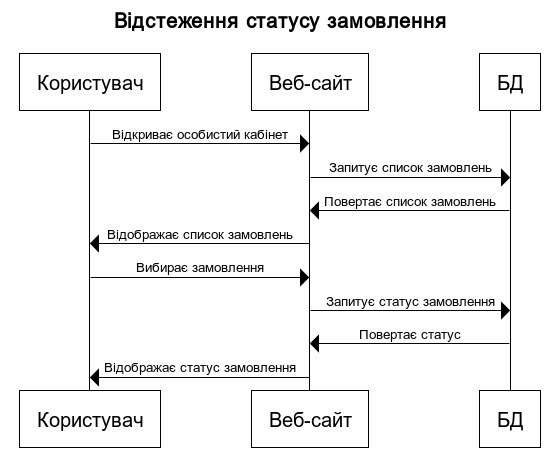 Відстеження статусу замовлення
Користувач
Веб-сайт
БД
Відкриває особистий кабінет
Запитує список замовлень
Повертає список замовлень
Відображає список замовлень
Вибирає замовлення
Запитує статус замовлення
Повертає статус
Відображає статус замовлення
Користувач
Веб-сайт
БД